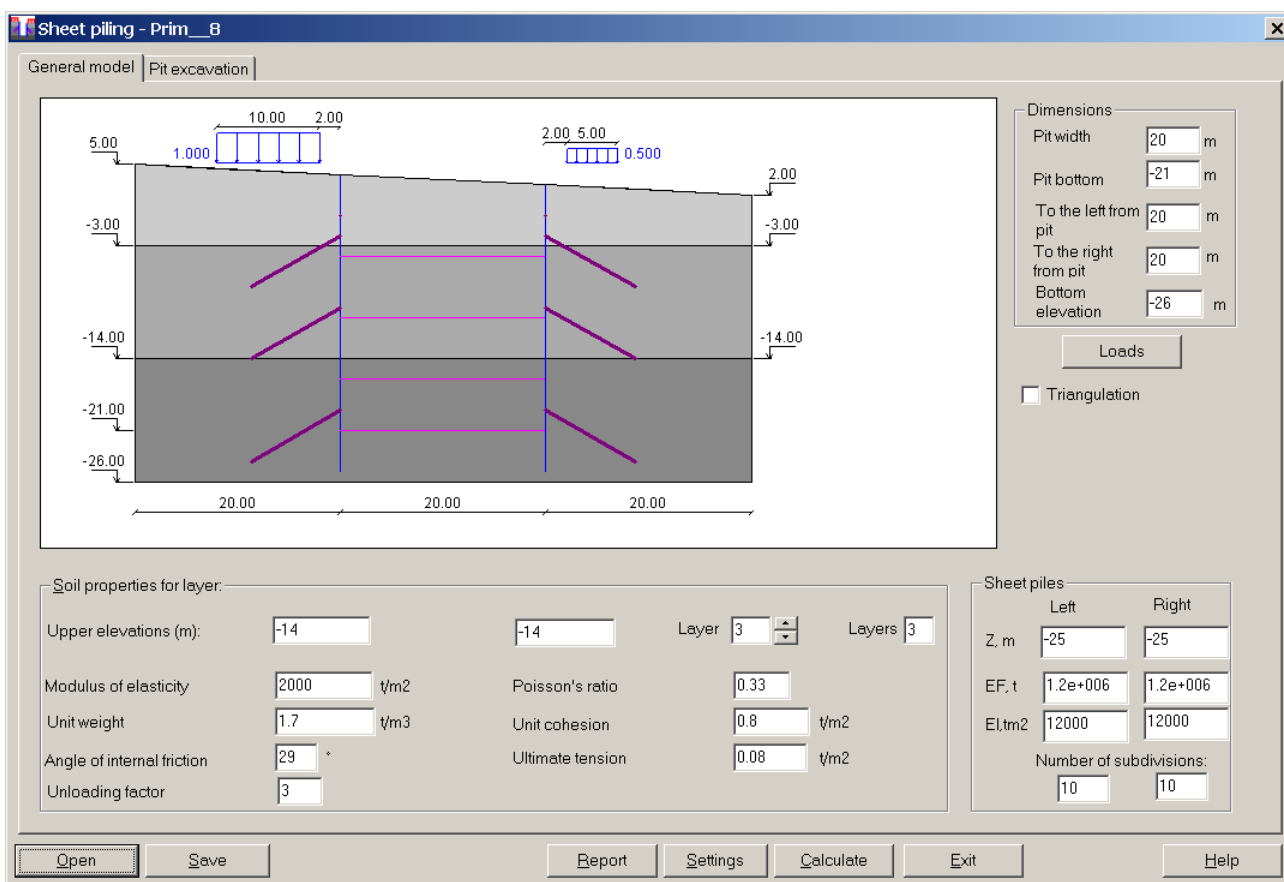 Sheet piling - Prim__8
General model Pit excavation
10.00 2.00
1.000
5.00
2.00 5.00
0.500
2.00
-3.00 -3.00
-14.00 -14.00
-21.00
-26.00
20.00 20.00 20.00
Dimensions
Pit width 20 m
Pit bottom -21 m
To the left from
pit 20 m
To the right
from pit 20 m
Bottom
elevation -26 m
Loads
Triangulation
Soil properties for layer:
Upper elevations (m): -14 -14 Layer 3 Layers 3
Modulus of elasticity 2000 t/m2 Poisson's ratio 0.33
Unit weight 1.7 t/m3 Unit cohesion 0.8 t/m2
Angle of internal friction 29 ° Ultimate tension 0.08 t/m2
Unloading factor 3
Sheet piles
Left Right
Z, m -25 -25
EF, t 1.2e+006 1.2e+006
EI,tm2 12000 12000
Number of subdivisions:
10 10
Open Save Report Settings Calculate Exit Help